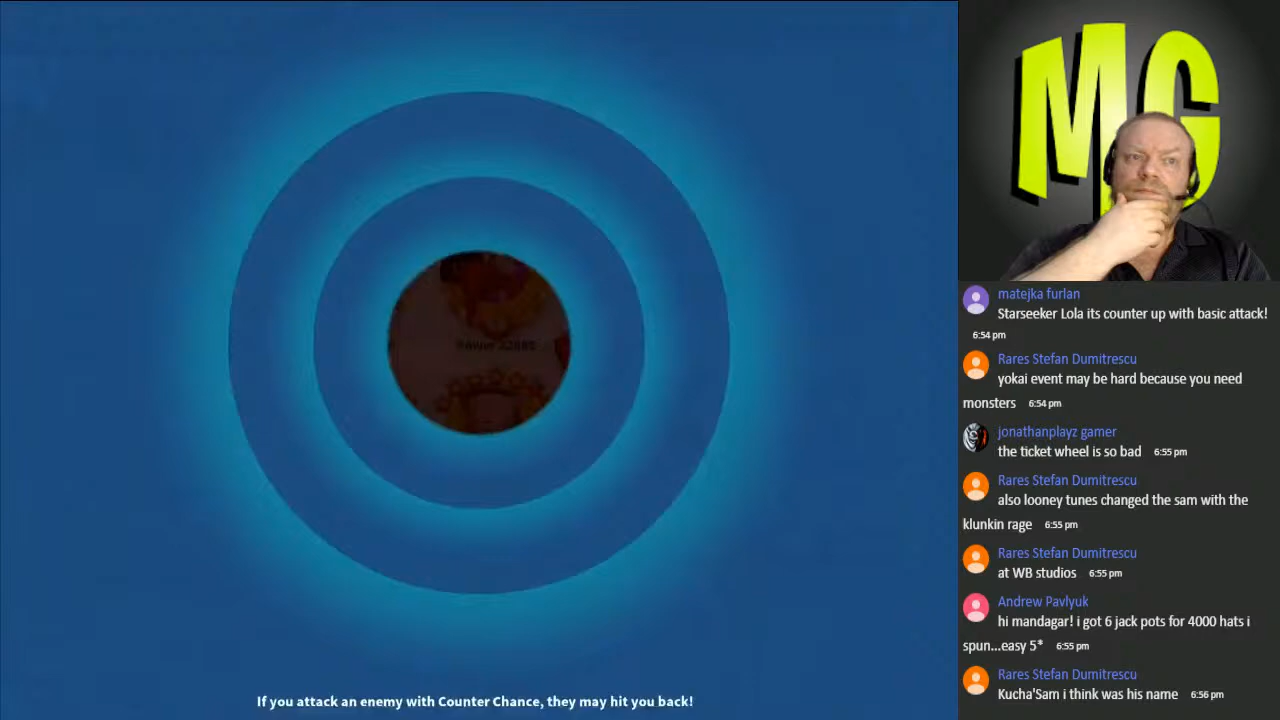 MG
matejka furlan
Starseeker Lola its counter up with basic attack!
6:54 pm
Rares Stefan Dumitrescu
yokai event may be hard because you need
monsters 6:54 pm
jonathanplayz gamer
the ticket wheel is so bad 6:55 pm
Rares Stefan Dumitrescu
also looney tunes changed the sam with the
klunkin rage 6:55 pm
Rares Stefan Dumitrescu
at WB studios 6:55 pm
Andrew Pavlyuk
hi mandagar! i got 6 jack pots for 4000 hats i
spun...easy 5* 6:55 pm
Rares Stefan Dumitrescu
Kucha'Sam i think was his name 6:56 pm
If you attack an enemy with Counter Chance, they may hit you back!